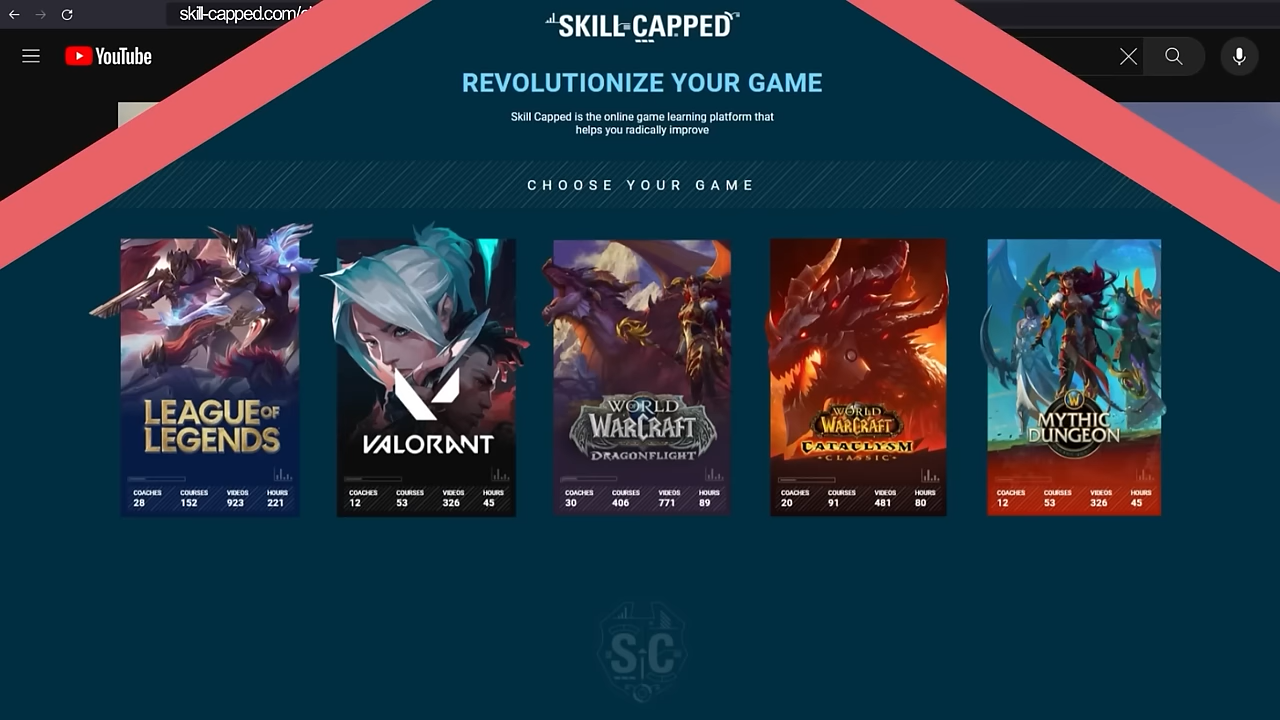 skill-capped.com/cl
YouTube
SKILL-CAPPED
REVOLUTIONIZE YOUR GAME
Skill Capped is the online game learning platform that
helps you radically improve
CHOOSE YOUR GAME
LEAGUE OF
LEGENDS
COACHES COURSES VIDEOS HOURS
28 152 923 221
VALORANT
COACHES COURSES VIDEOS HOURS
12 53 326 45
WORLD
WARCRAFT
DRAGONFLIGHT
COACHES COURSES VIDEOS HOURS
30 406 771 89
WORLD
WARCRAFT
CATACLYSM
CLASSIC
COACHES COURSES VIDEOS HOURS
20 91 481 80
W
MYTHIC
DUNGEON
COACHES COURSES VIDEOS HOURS
12 53 326 45
SC